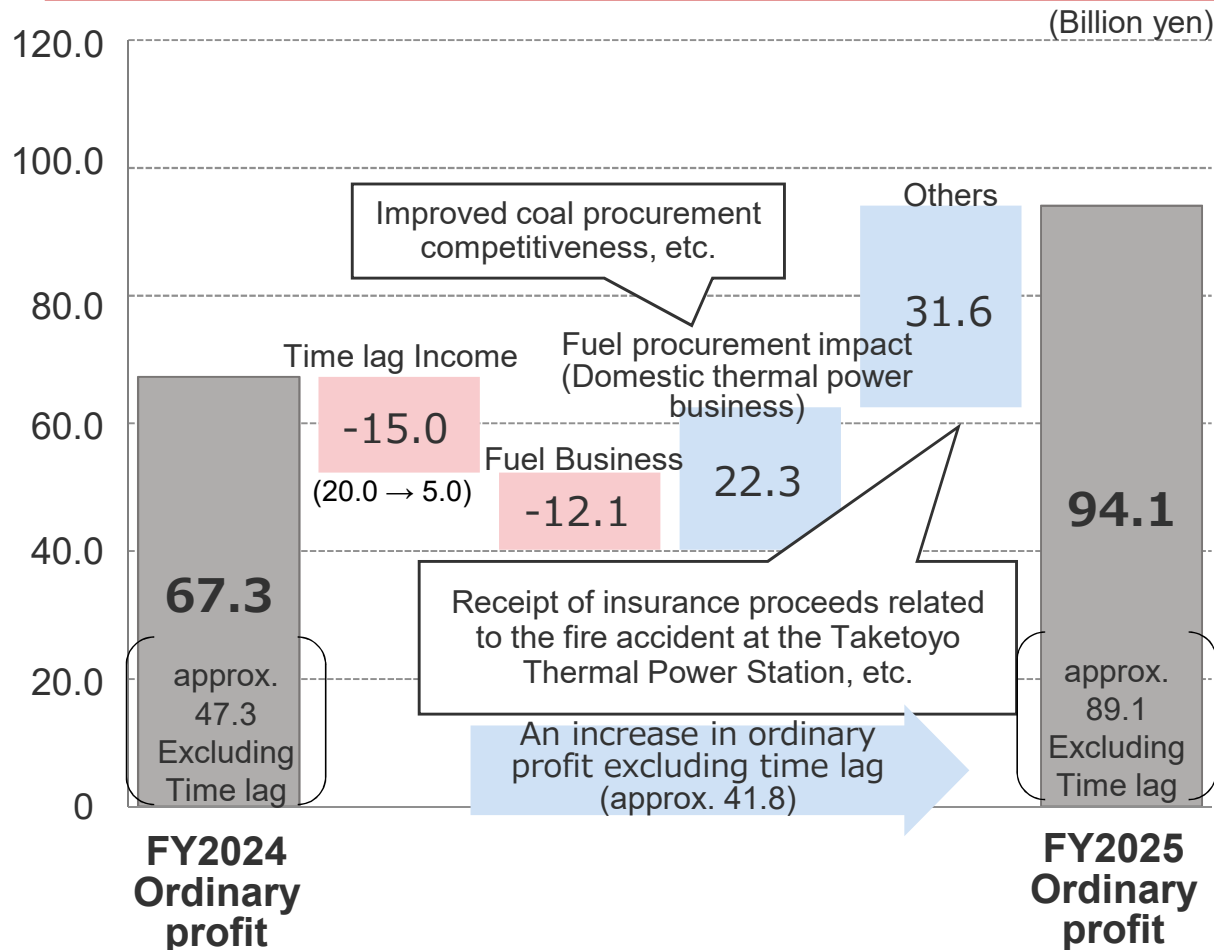 (Billion yen)
120.0
100.0
80.0
60.0
40.0
20.0
0
Improved coal procurement
competitiveness, etc.
Others
31.6
Time lag Income
-15.0
(20.0 → 5.0)
Fuel Business
-12.1
Fuel procurement impact
(Domestic thermal power
business)
22.3
67.3
approx.
47.3
Excluding
Time lag
94.1
approx.
89.1
Excluding
Time lag
Receipt of insurance proceeds related
to the fire accident at the Taketoyo
Thermal Power Station, etc.
An increase in ordinary
profit excluding time lag
(approx. 41.8)
FY2024
Ordinary
profit
FY2025
Ordinary
profit